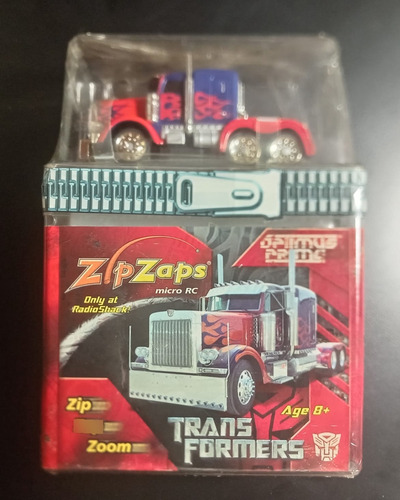 OPTIMUS
PRIME
ZipZaps®
micro RC
Only at
RadioShack.
Zip
Zoom
Age 8+
TRANS
FORMERS